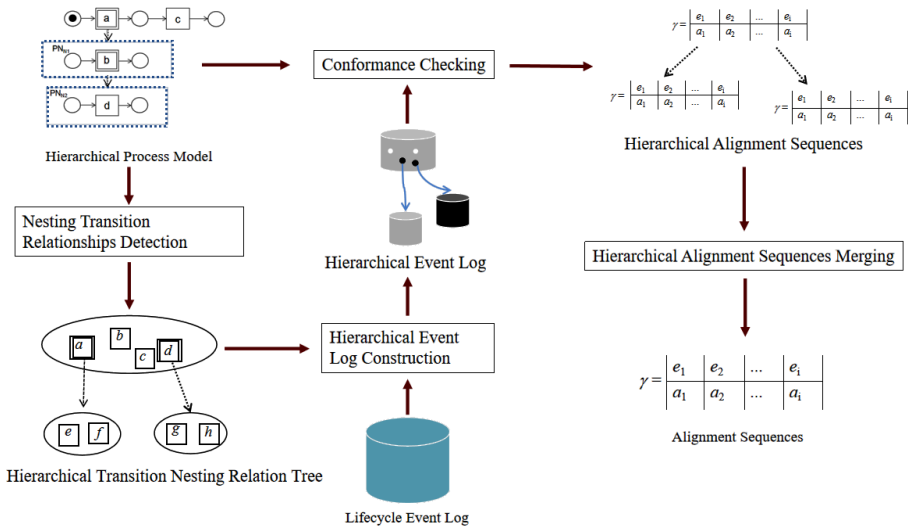 a
c
PN_N1
b
PN_N2
d
Hierarchical Process Model
Nesting Transition
Relationships Detection
a
b
c
d
e
f
g
h
Hierarchical Transition Nesting Relation Tree
Conformance Checking
Hierarchical Event Log
Hierarchical Event
Log Construction
Lifecycle Event Log
γ = e1 e2 ... ei
a1 a2 ... ai
γ = e1 e2 ... ei
a1 a2 ... ai
γ = e1 e2 ... ei
a1 a2 ... ai
Hierarchical Alignment Sequences
Hierarchical Alignment Sequences Merging
γ = e1 e2 ... ei
a1 a2 ... ai
Alignment Sequences